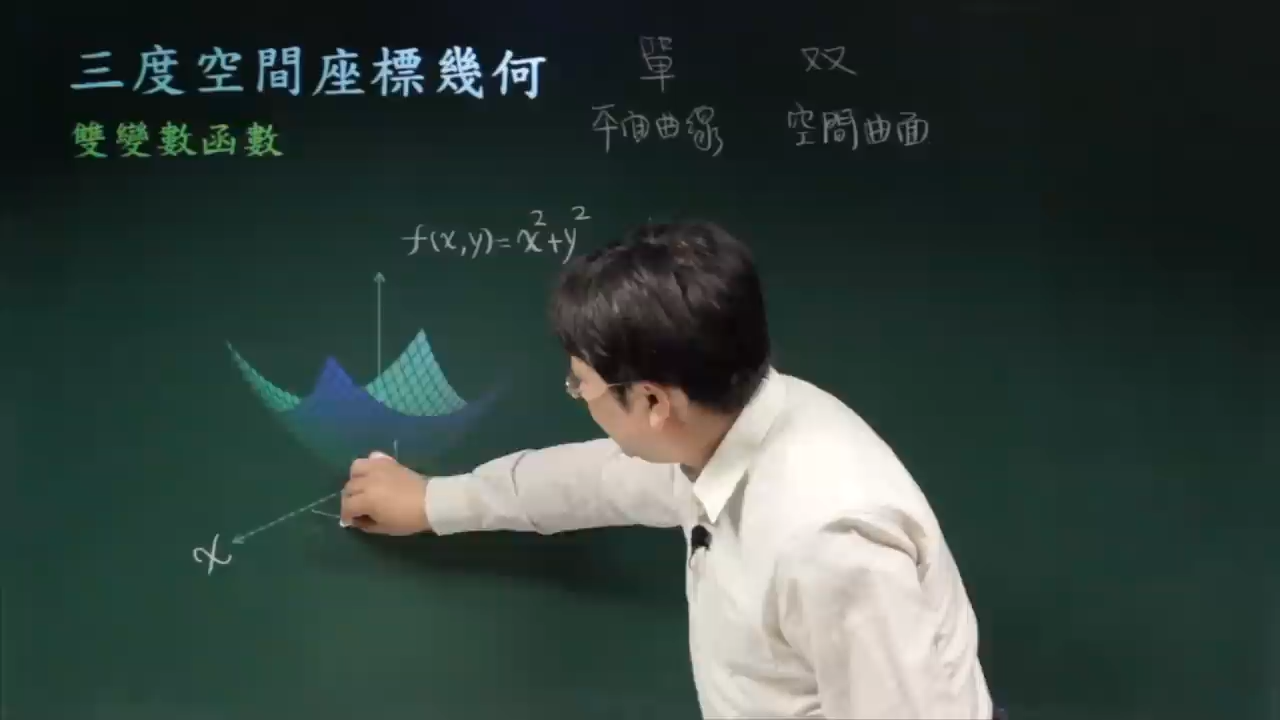 三度空間座標幾何
雙變數函數
單 双
平面曲線 空間曲面
f(x,y)=x²+y²
x